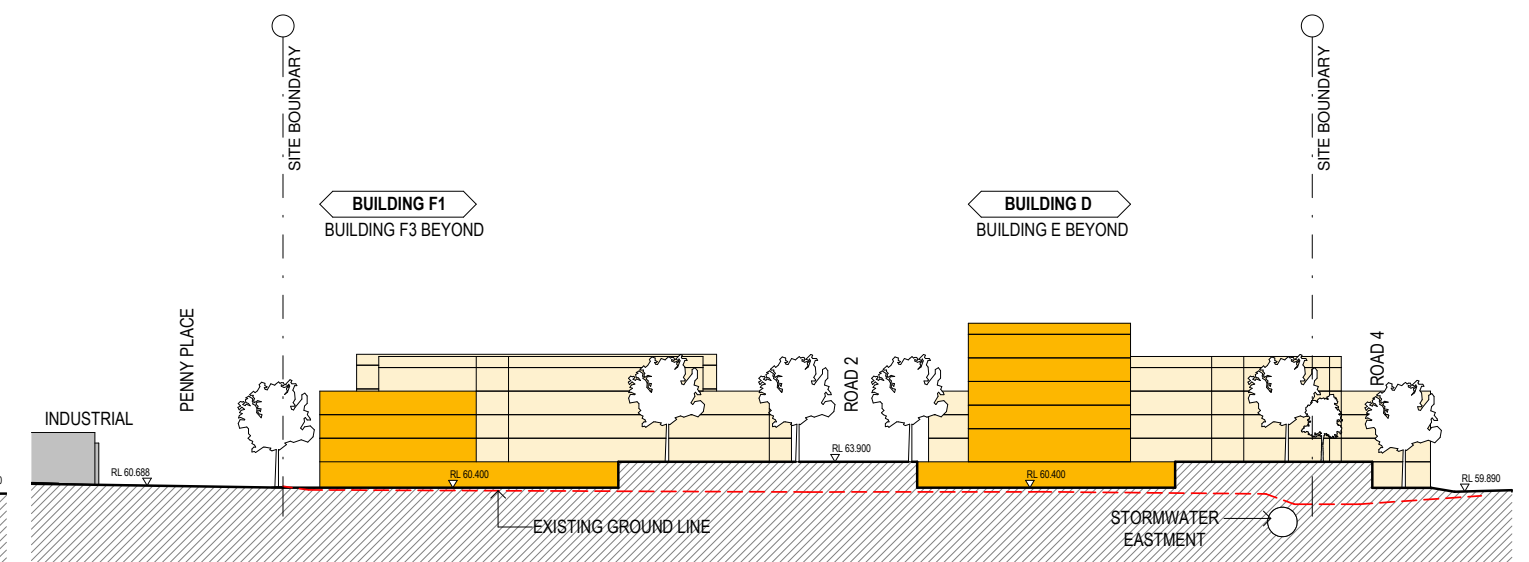 SITE BOUNDARY
SITE BOUNDARY
BUILDING F1
BUILDING F3 BEYOND
BUILDING D
BUILDING E BEYOND
PENNY PLACE
ROAD 2
ROAD 4
INDUSTRIAL
RL 63.900
RL 60.688
RL 60.400
RL 60.400
RL 59.890
0
EXISTING GROUND LINE
STORMWATER
EASTMENT